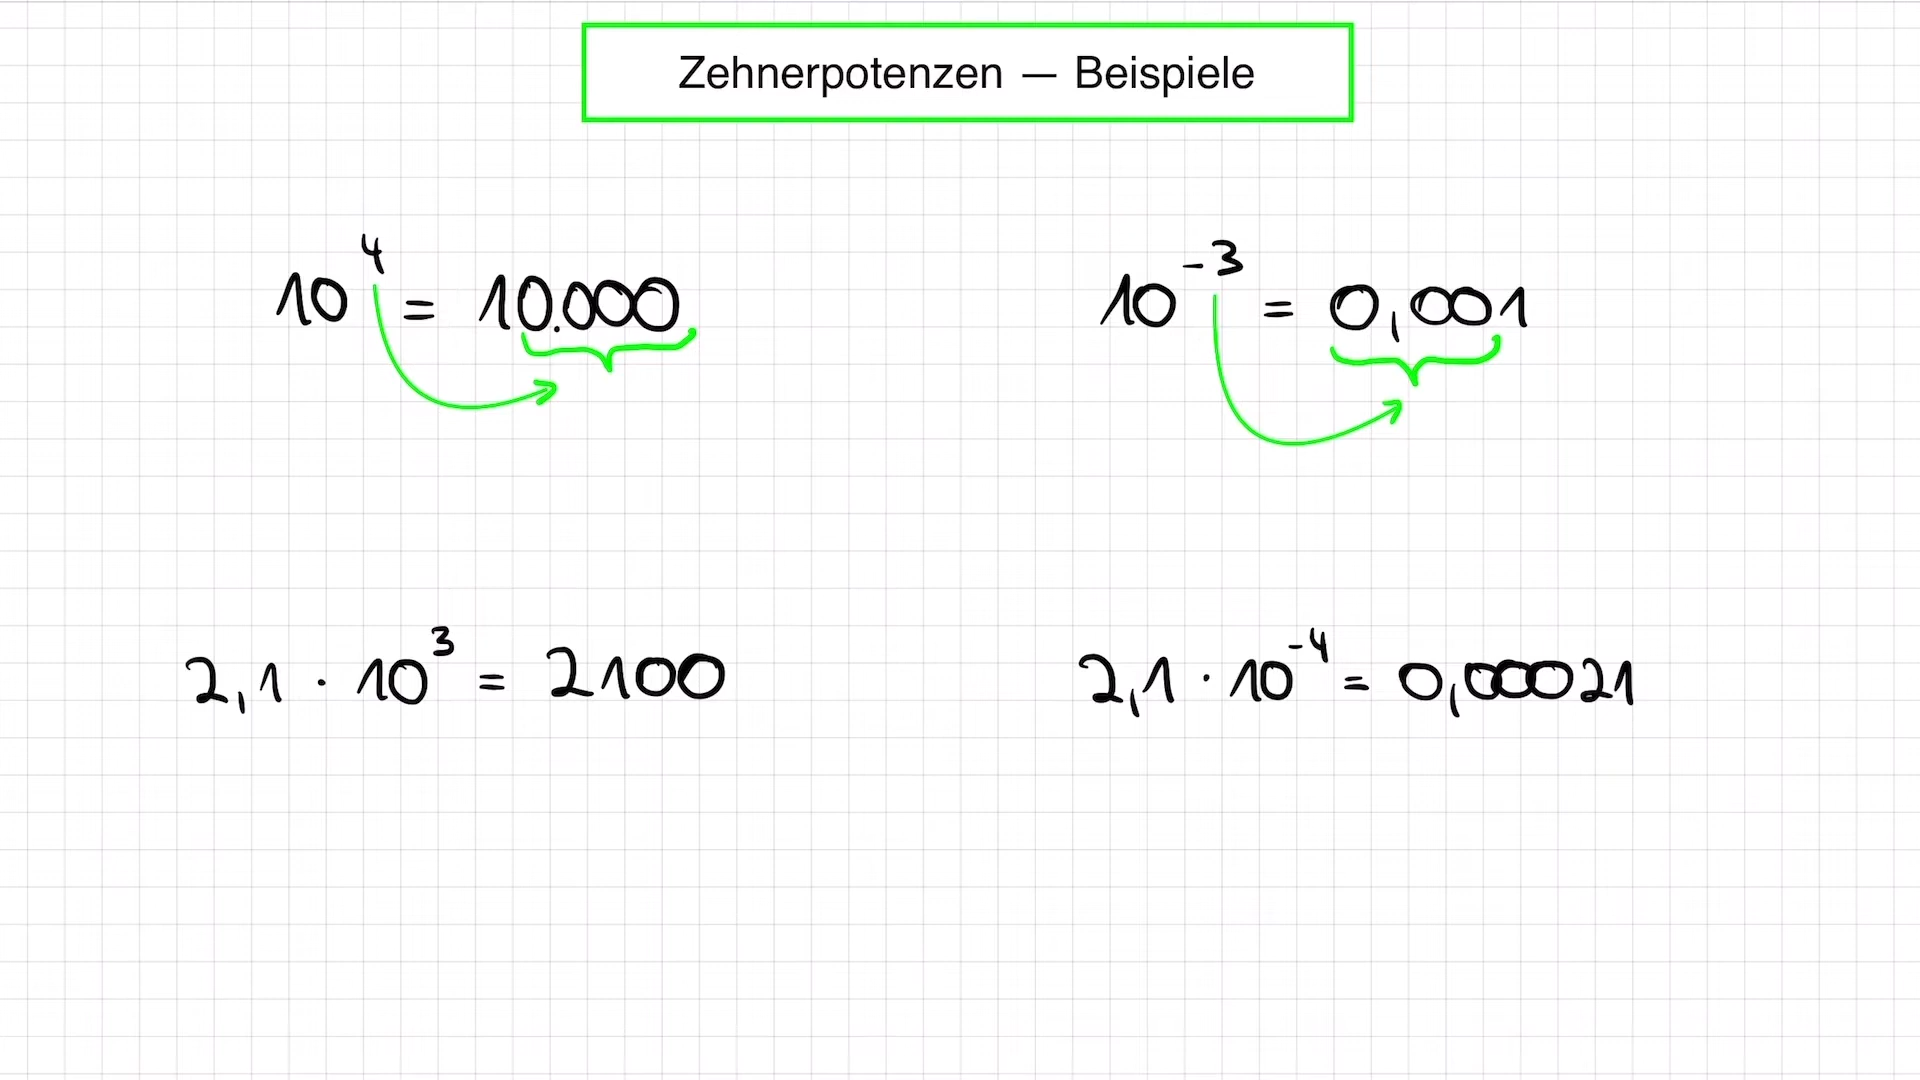 Zehnerpotenzen — Beispiele
10⁴ = 10.000
10⁻³ = 0,001
2,1 · 10³ = 2100
2,1 · 10⁻⁴ = 0,00021